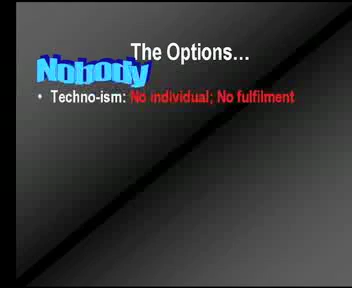 The Options…
Nobody
• Techno-ism: No individual; No fulfilment